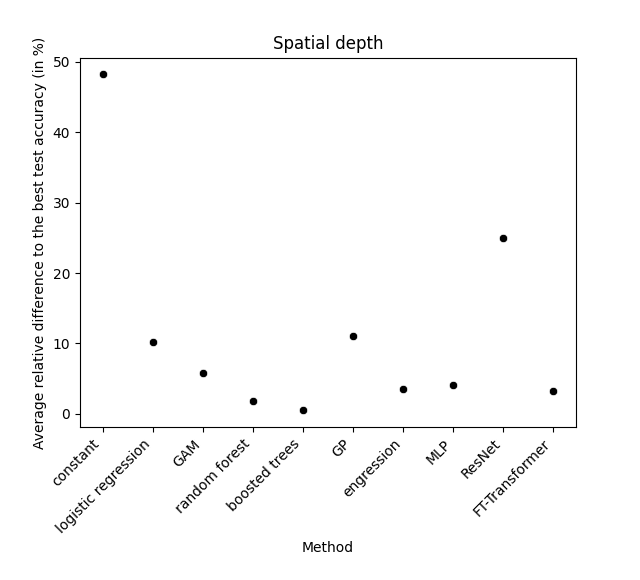 Spatial depth
Average relative difference to the best test accuracy (in %)
50
40
30
20
10
0
constant
logistic regression
GAM
random forest
boosted trees
GP
engression
MLP
ResNet
FT-Transformer
Method